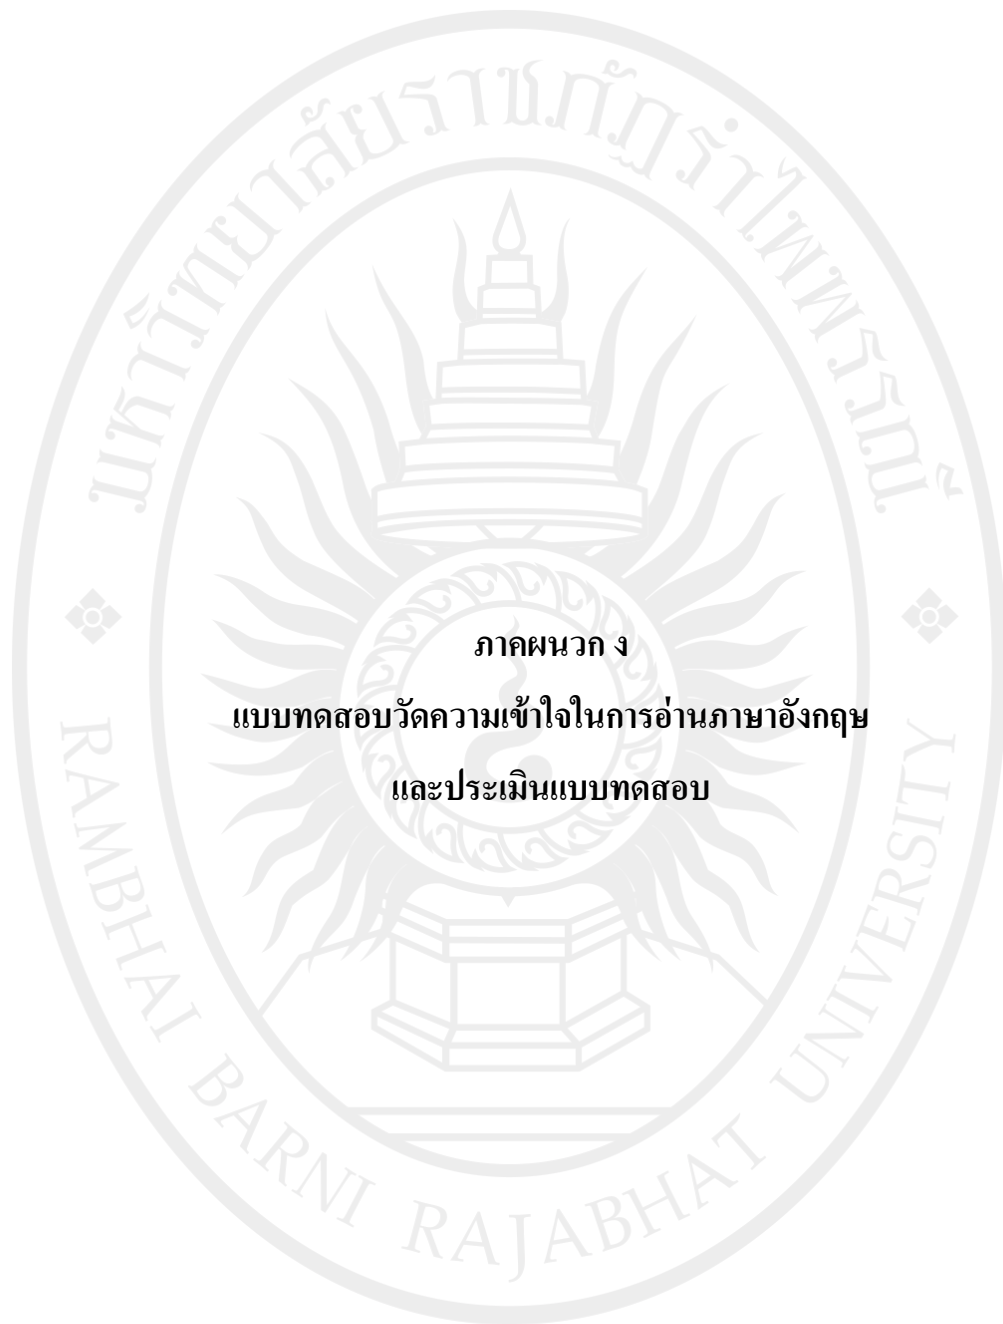 มหาวิทยาลัยราชภัฏรำไพพรรณี
ภาคผนวก ง
แบบทดสอบวัดความเข้าใจในการอ่านภาษาอังกฤษ
และประเมินแบบทดสอบ
RAMBHAI BARNI RAJABHAT UNIVERSITY